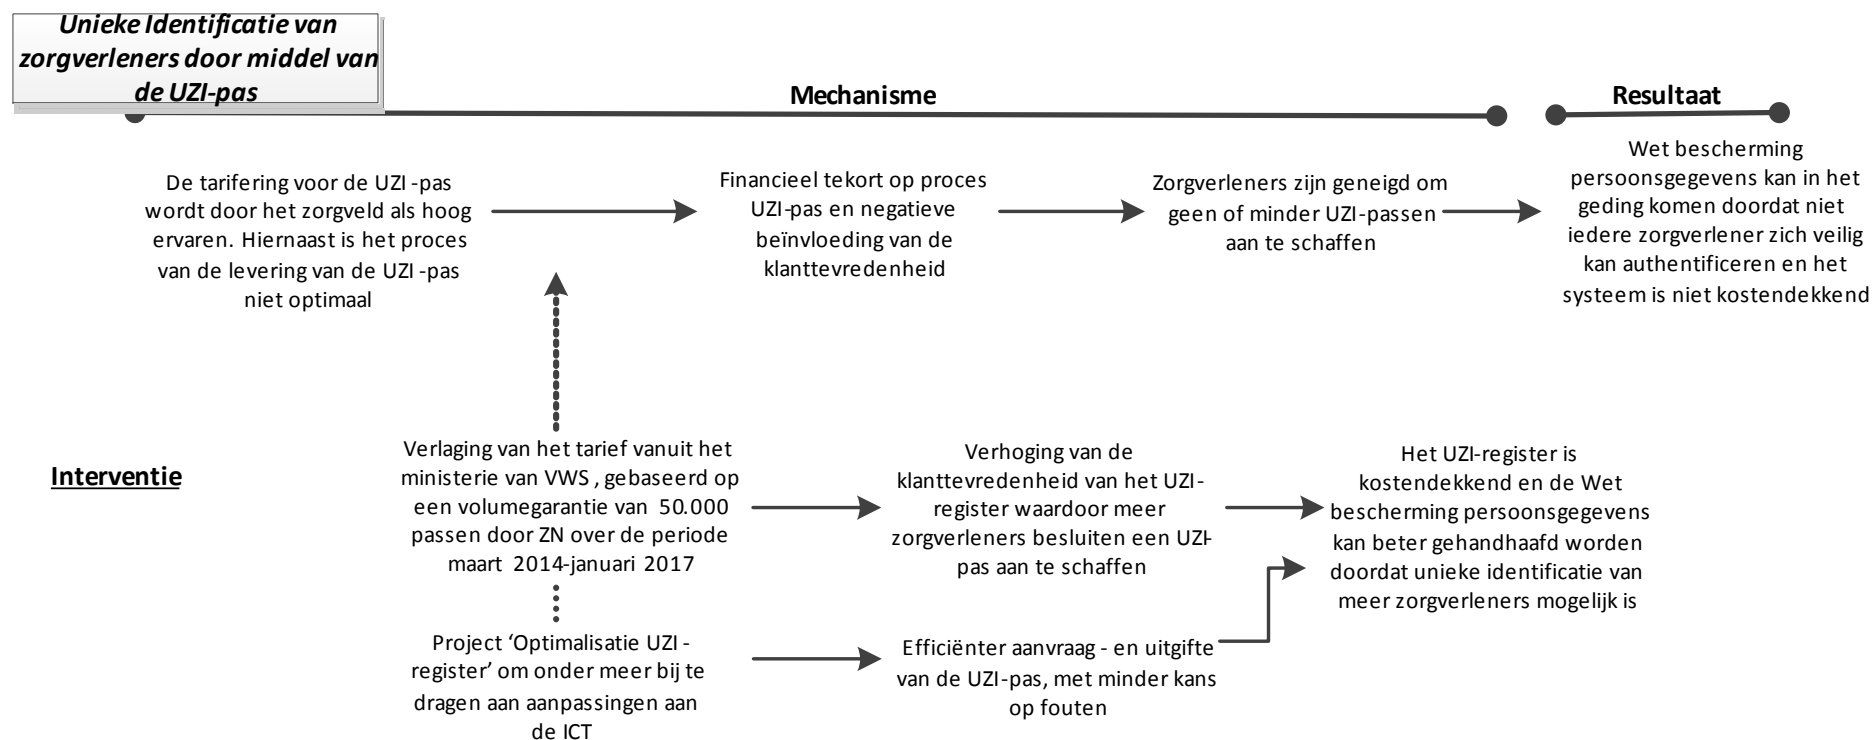 Unieke Identificatie van
zorgverleners door middel van
de UZI-pas
Mechanisme
Resultaat
De tarifering voor de UZI -pas
wordt door het zorgveld als hoog
ervaren. Hiernaast is het proces
van de levering van de UZI -pas
niet optimaal
Financieel tekort op proces
UZI-pas en negatieve
beïnvloeding van de
klanttevredenheid
Zorgverleners zijn geneigd om
geen of minder UZI-passen
aan te schaffen
Wet bescherming
persoonsgegevens kan in het
geding komen doordat niet
iedere zorgverlener zich veilig
kan authentificeren en het
systeem is niet kostendekkend
Interventie
Verlaging van het tarief vanuit het
ministerie van VWS , gebaseerd op
een volumegarantie van 50.000
passen door ZN over de periode
maart 2014-januari 2017
Verhoging van de
klanttevredenheid van het UZI-
register waardoor meer
zorgverleners besluiten een UZI-
pas aan te schaffen
Het UZI-register is
kostendekkend en de Wet
bescherming persoonsgegevens
kan beter gehandhaafd worden
doordat unieke identificatie van
meer zorgverleners mogelijk is
Project ‘Optimalisatie UZI -
register’ om onder meer bij te
dragen aan aanpassingen aan
de ICT
Efficiënter aanvraag - en uitgifte
van de UZI-pas, met minder kans
op fouten